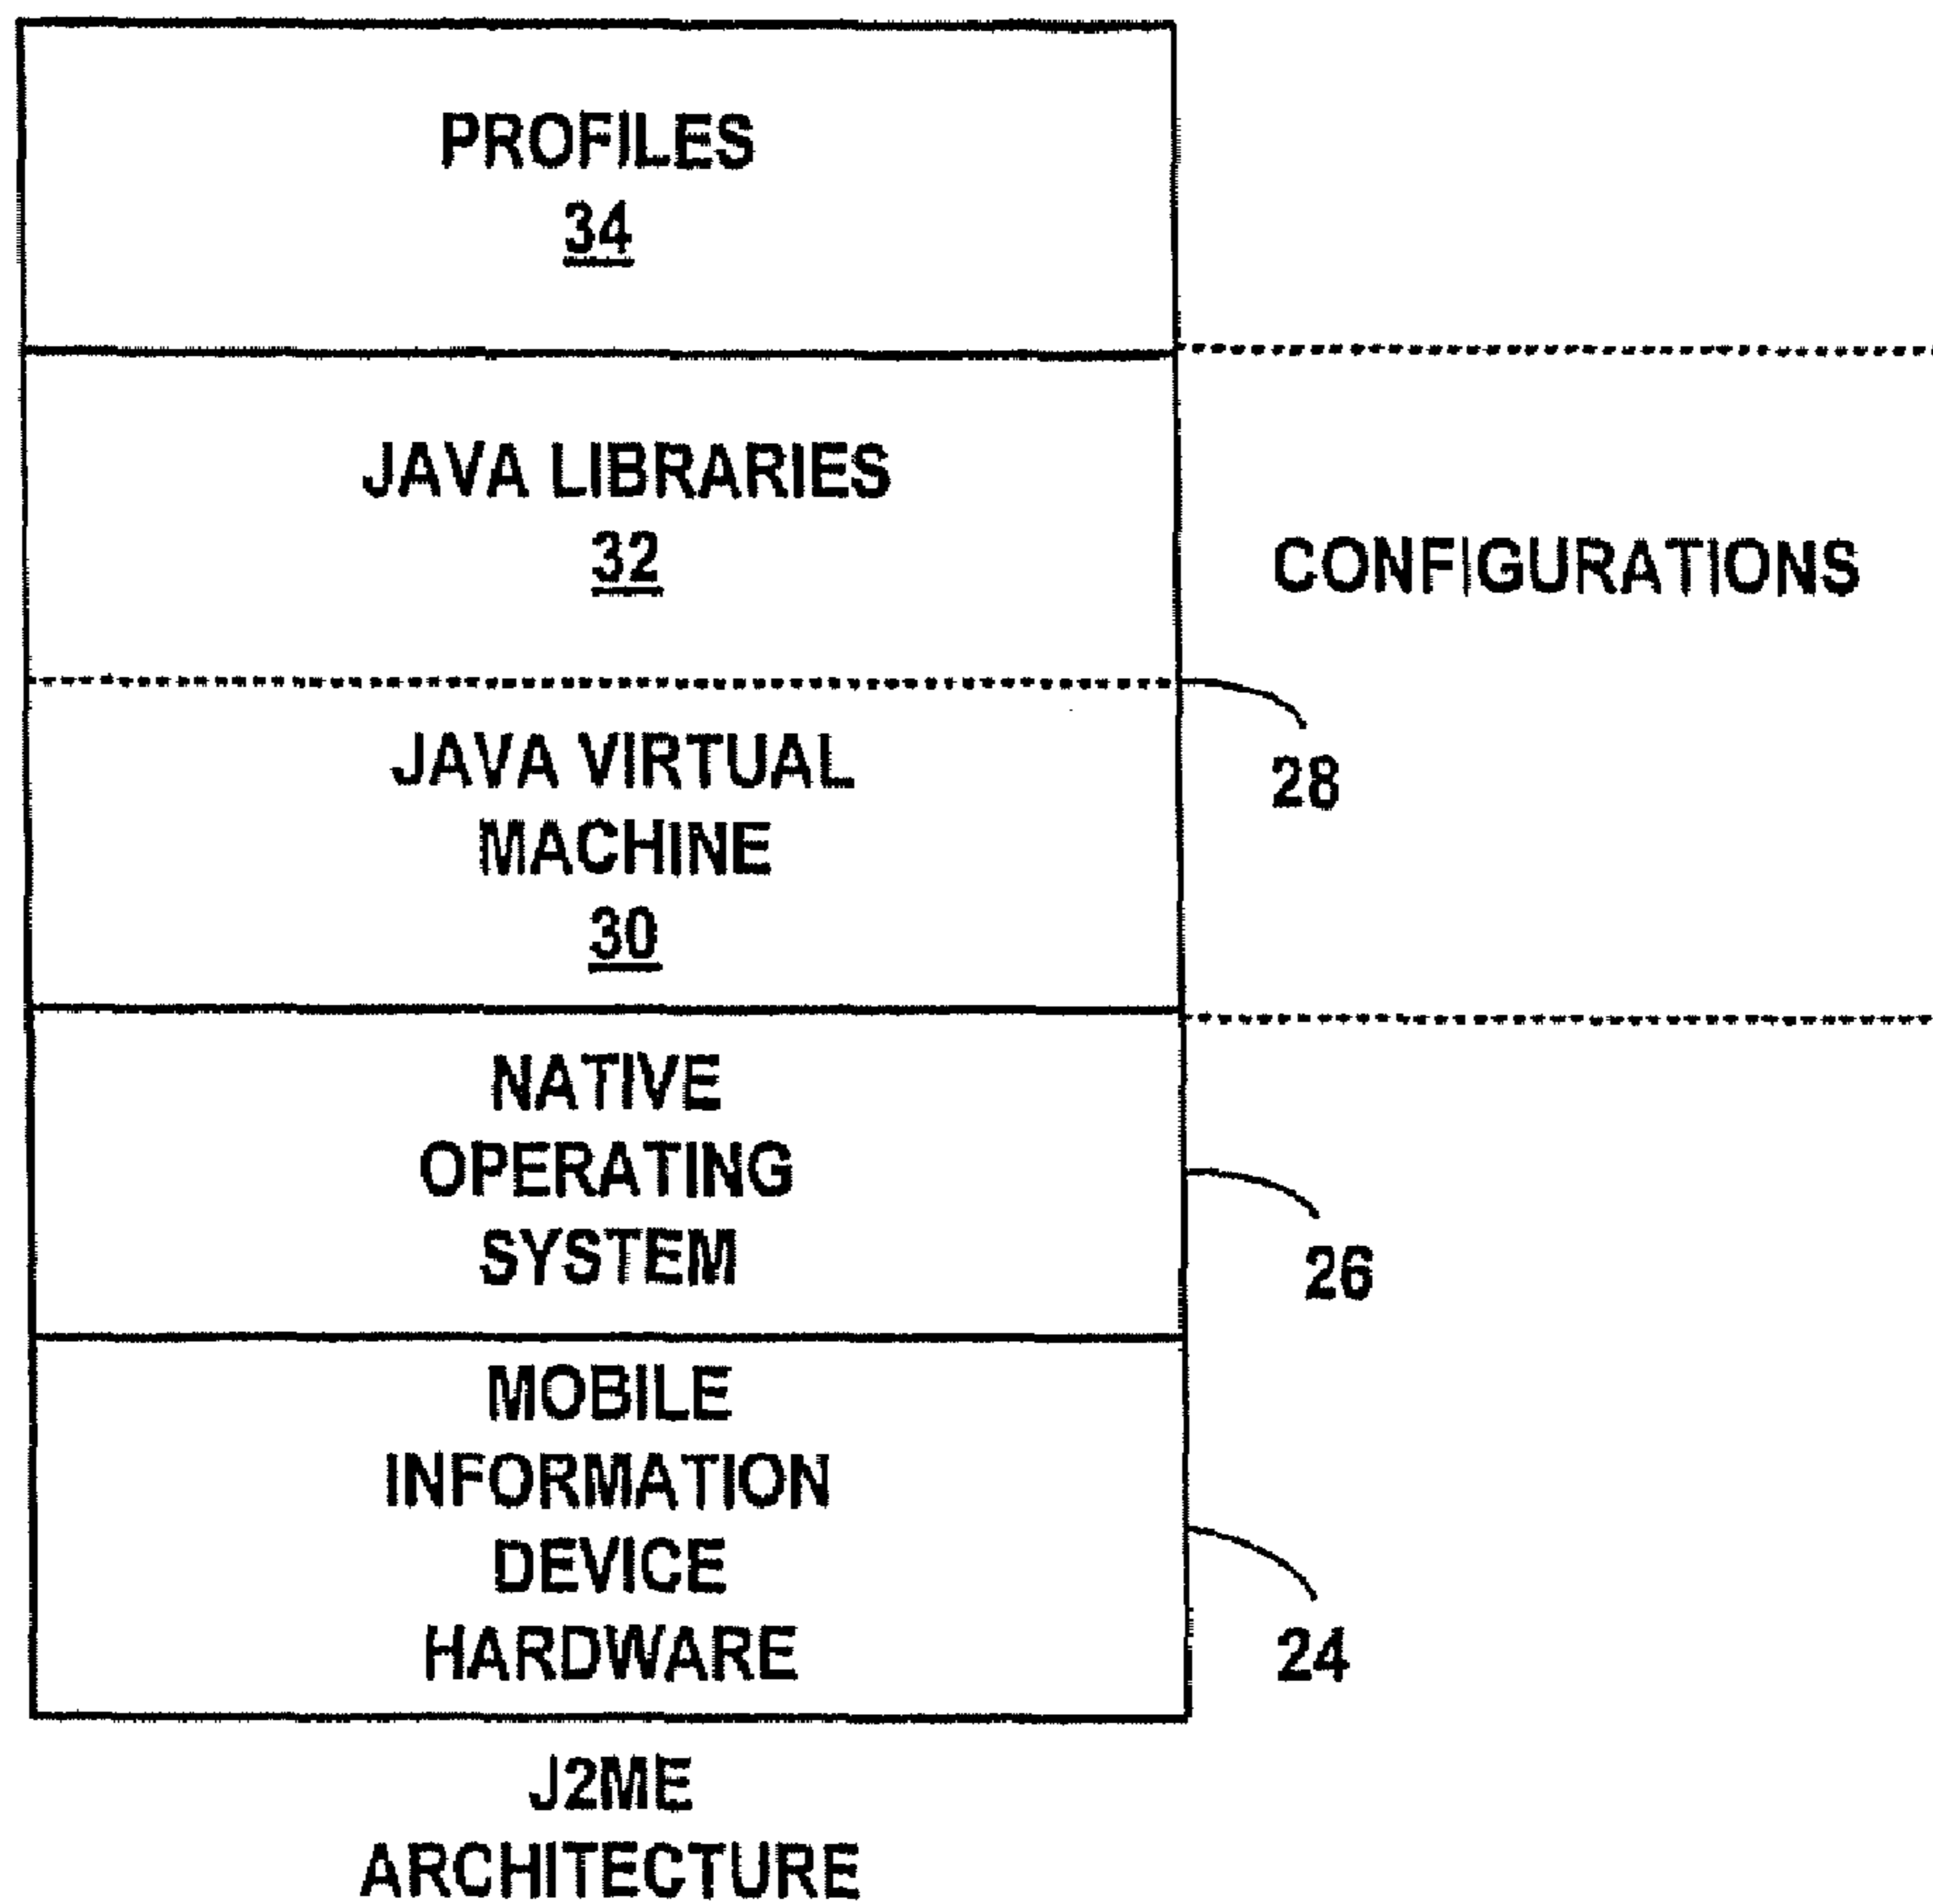 PROFILES
34
JAVA LIBRARIES
32
CONFIGURATIONS
JAVA VIRTUAL
MACHINE
30
28
NATIVE
OPERATING
SYSTEM
26
MOBILE
INFORMATION
DEVICE
HARDWARE
24
J2ME
ARCHITECTURE